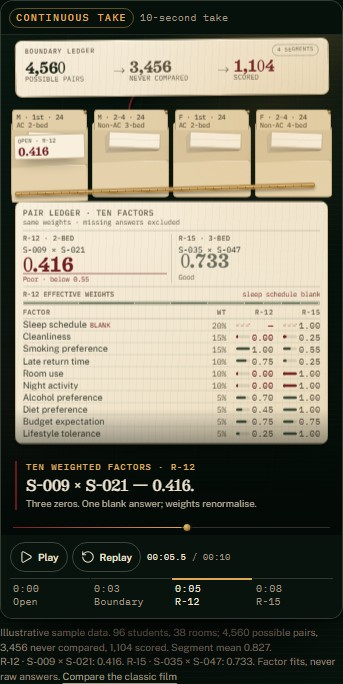 CONTINUOUS TAKE 10-second take
BOUNDARY LEDGER
4 SEGMENTS
4,560 → 3,456 → 1,104
POSSIBLE PAIRS NEVER COMPARED SCORED
M · 1st · 24 M · 2-4 · 24 F · 1st · 24 F · 2-4 · 24
AC 2-bed Non-AC 3-bed AC 2-bed Non-AC 4-bed
OPEN · R-12
0.416
PAIR LEDGER · TEN FACTORS
same weights · missing answers excluded
R-12 · 2-BED R-15 · 3-BED
S-009 × S-021 S-035 × S-047
0.416 0.733
Poor · below 0.55 Good
R-12 EFFECTIVE WEIGHTS sleep schedule blank
FACTOR WT R-12 R-15
Sleep schedule BLANK 20% — 1.00
Cleanliness 15% 0.00 0.25
Smoking preference 15% 1.00 0.55
Late return time 10% 0.75 0.25
Room use 10% 0.00 1.00
Night activity 10% 0.00 1.00
Alcohol preference 5% 0.70 1.00
Diet preference 5% 0.45 1.00
Budget expectation 5% 0.75 1.00
Lifestyle tolerance 5% 0.25 1.00
TEN WEIGHTED FACTORS · R-12
S-009 × S-021 — 0.416.
Three zeros. One blank answer; weights renormalise.
Play Replay 00:05.5 / 00:10
0:00 0:03 0:05 0:08
Open Boundary R-12 R-15
Illustrative sample data. 96 students, 38 rooms; 4,560 possible pairs,
3,456 never compared, 1,104 scored. Segment mean 0.827.
R-12 · S-009 × S-021: 0.416. R-15 · S-035 × S-047: 0.733. Factor fits, never
raw answers. Compare the classic film